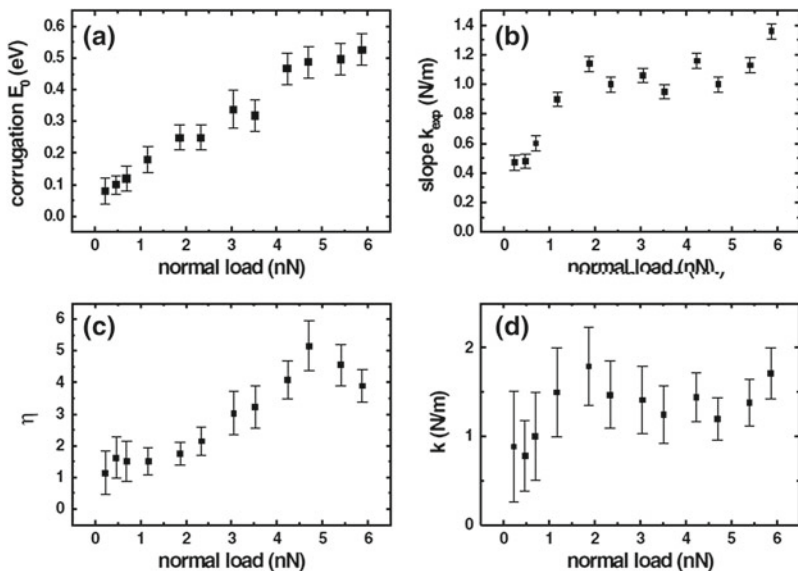 (a)
corrugation E₀ (eV)
0.6
0.5
0.4
0.3
0.2
0.1
0.0
0 1 2 3 4 5 6
normal load (nN)
(b)
slope k_exp (N/m)
1.4
1.2
1.0
0.8
0.6
0.4
0.2
0.0
0 1 2 3 4 5 6
normal load (nN)
(c)
η
6
5
4
3
2
1
0
0 1 2 3 4 5 6
normal load (nN)
(d)
k (N/m)
2
1
0
0 1 2 3 4 5 6
normal load (nN)